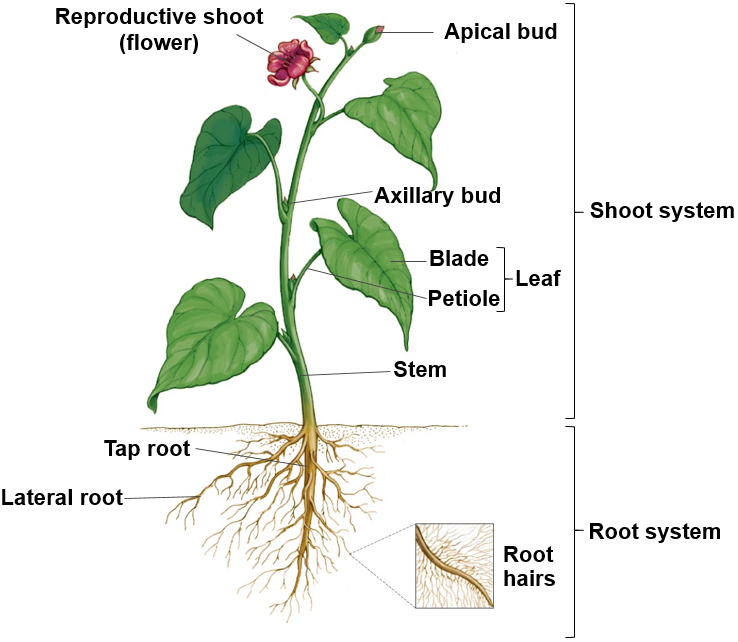 Reproductive shoot
(flower)
Apical bud
Axillary bud
Shoot system
Blade
Leaf
Petiole
Stem
Tap root
Lateral root
Root system
Root
hairs